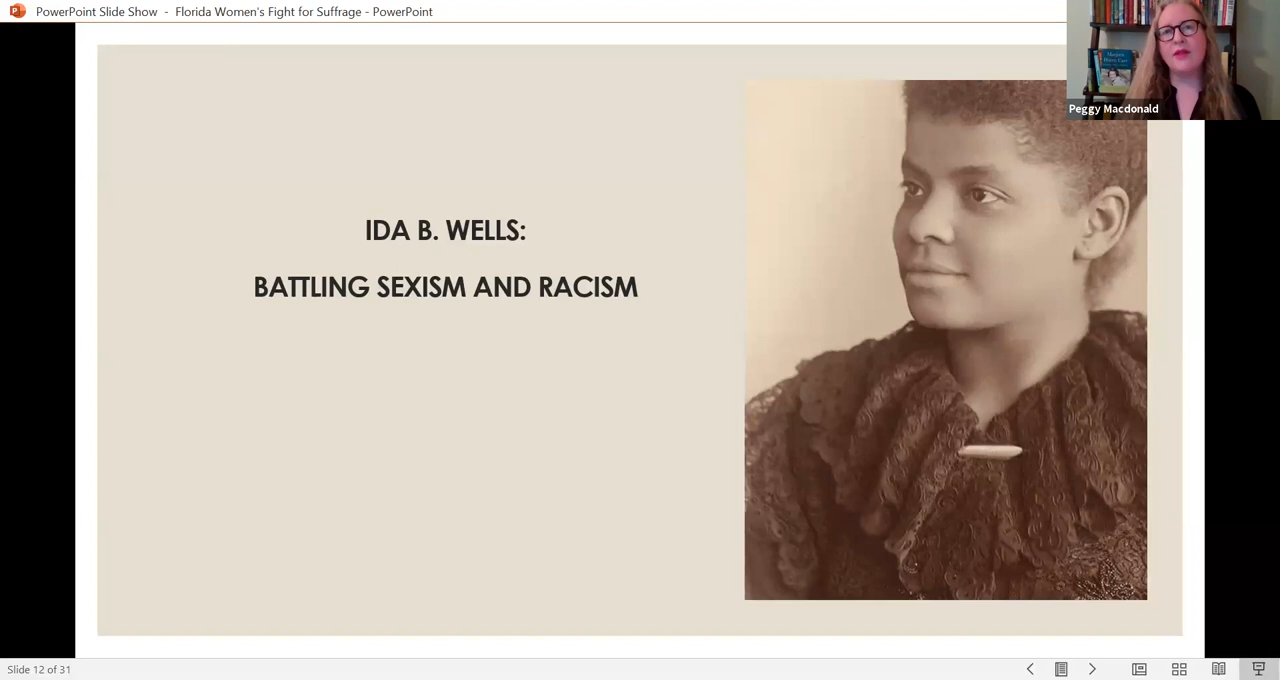 PowerPoint Slide Show - Florida Women's Fight for Suffrage - PowerPoint
Peggy Macdonald
IDA B. WELLS:
BATTLING SEXISM AND RACISM
Slide 12 of 31